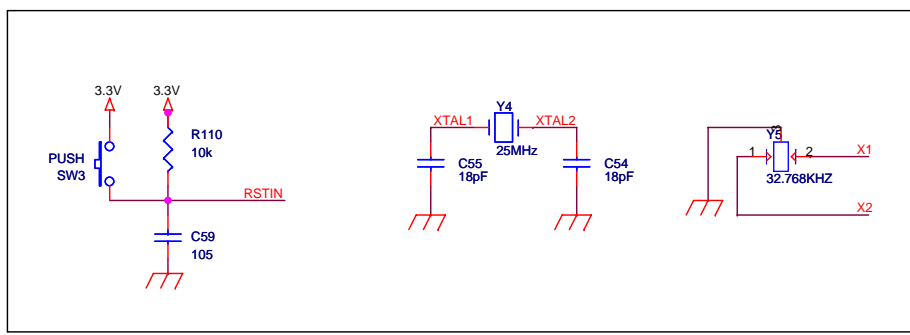 3.3V
3.3V
R110
10k
PUSH
SW3
RSTIN
C59
105
Y4
XTAL1
XTAL2
25MHz
C55
18pF
C54
18pF
3
Y5
1
2
X1
32.768KHZ
X2